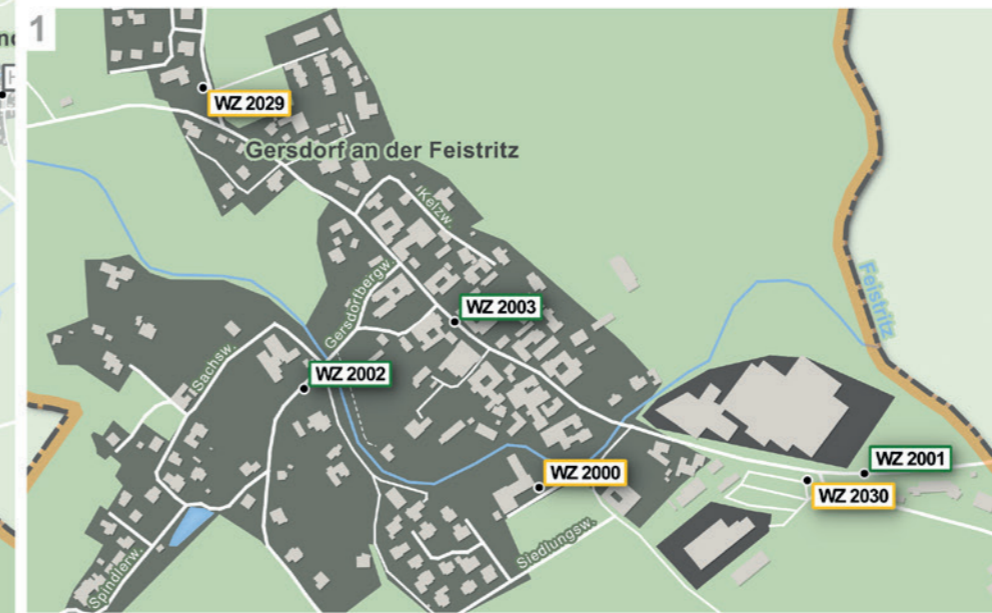 1
WZ 2029
Gersdorf an der Feistritz
Kelzw.
Feistritz
Gersdorfbergw.
WZ 2003
Sachsw.
WZ 2002
WZ 2001
WZ 2000
WZ 2030
Siedlungsw.
Spindlerw.